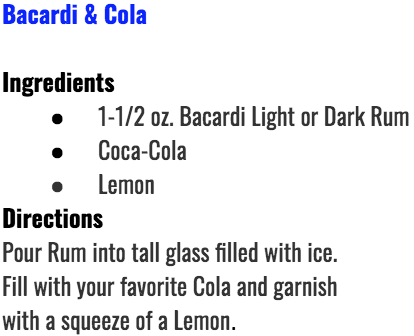 Bacardi & Cola
Ingredients
● 1-1/2 oz. Bacardi Light or Dark Rum
● Coca-Cola
● Lemon
Directions
Pour Rum into tall glass filled with ice.
Fill with your favorite Cola and garnish
with a squeeze of a Lemon.